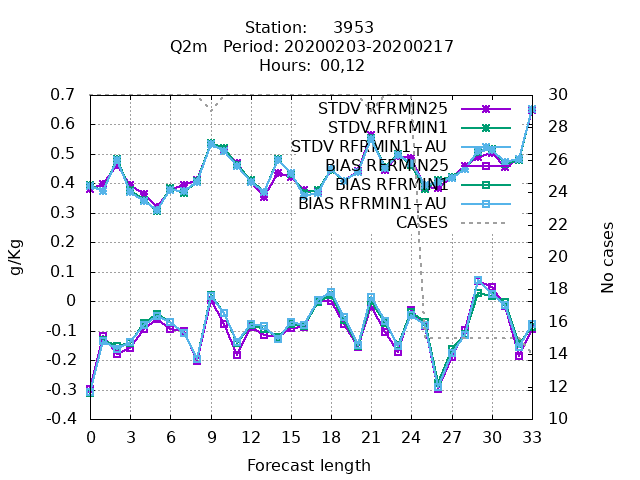 Station: 3953
Q2m Period: 20200203-20200217
Hours: 00,12
0.7
0.6
0.5
0.4
0.3
0.2
0.1
0
-0.1
-0.2
-0.3
-0.4
g/Kg
STDV RFRMIN25
STDV RFRMIN1
STDV RFRMIN1-AU
BIAS RFRMIN25
BIAS RFRMIN1
BIAS RFRMIN1-AU
CASES
30
28
26
24
22
20
18
16
14
12
10
No cases
0 3 6 9 12 15 18 21 24 27 30 33
Forecast length